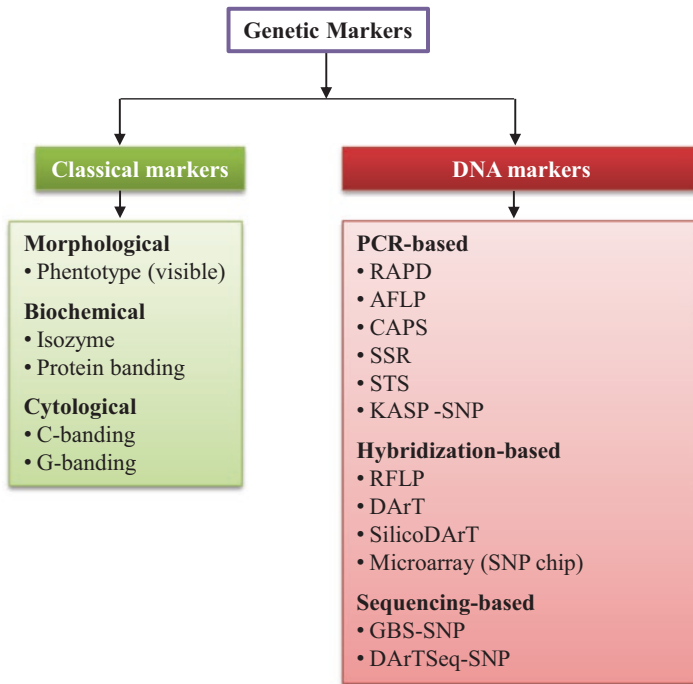 Genetic Markers
Classical markers
Morphological
• Phentotype (visible)
Biochemical
• Isozyme
• Protein banding
Cytological
• C-banding
• G-banding
DNA markers
PCR-based
• RAPD
• AFLP
• CAPS
• SSR
• STS
• KASP -SNP
Hybridization-based
• RFLP
• DArT
• SilicoDArT
• Microarray (SNP chip)
Sequencing-based
• GBS-SNP
• DArTSeq-SNP